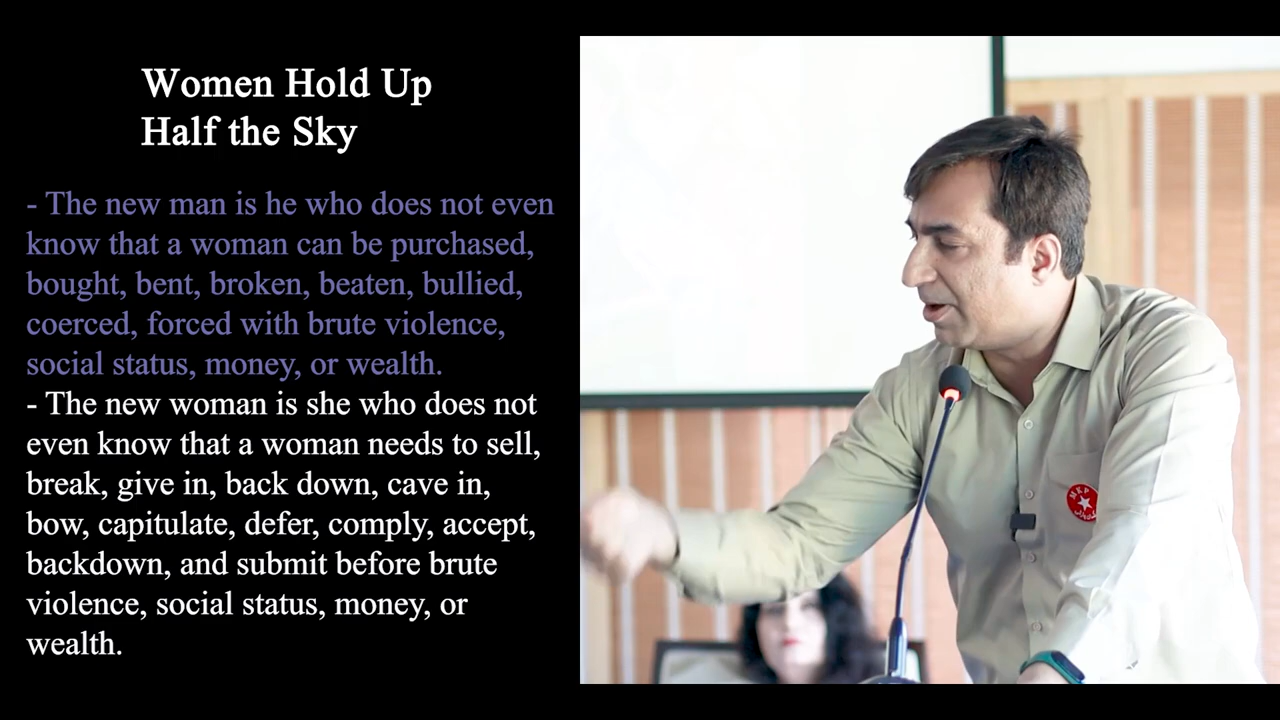 Women Hold Up
Half the Sky
- The new man is he who does not even
know that a woman can be purchased,
bought, bent, broken, beaten, bullied,
coerced, forced with brute violence,
social status, money, or wealth.
- The new woman is she who does not
even know that a woman needs to sell,
break, give in, back down, cave in,
bow, capitulate, defer, comply, accept,
backdown, and submit before brute
violence, social status, money, or
wealth.
MKP